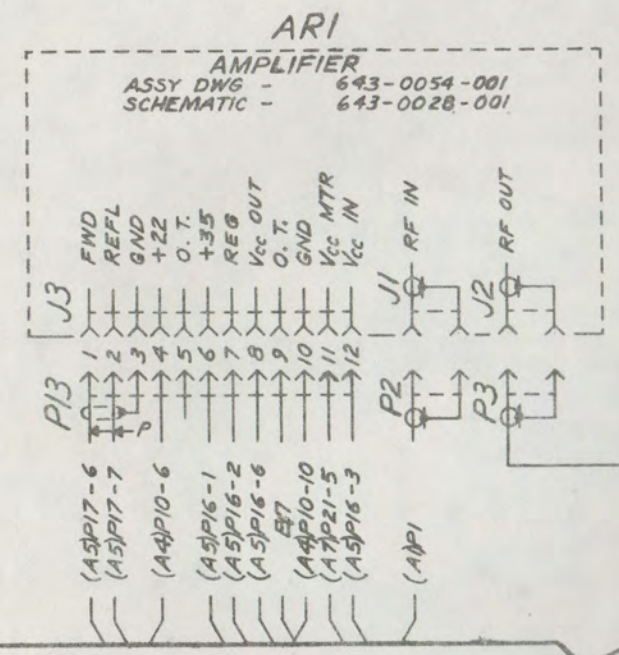 AR1
AMPLIFIER
ASSY DWG - 643-0054-001
SCHEMATIC - 643-0028-001
FWD
REFL
GND
+22
O.T.
+35
REG
Vcc OUT
O.T.
GND
Vcc MTR
Vcc IN
RF IN
RF OUT
J3
J1
J2
1
2
3
4
5
6
7
8
9
10
11
12
P13
P2
P3
P
(A5)P17-6
(A5)P17-7
(A4)P10-6
(A5)P16-1
(A5)P16-2
(A5)P16-6
E17
(A4)P10-10
(A7)P21-5
(A5)P16-3
(A1)P1